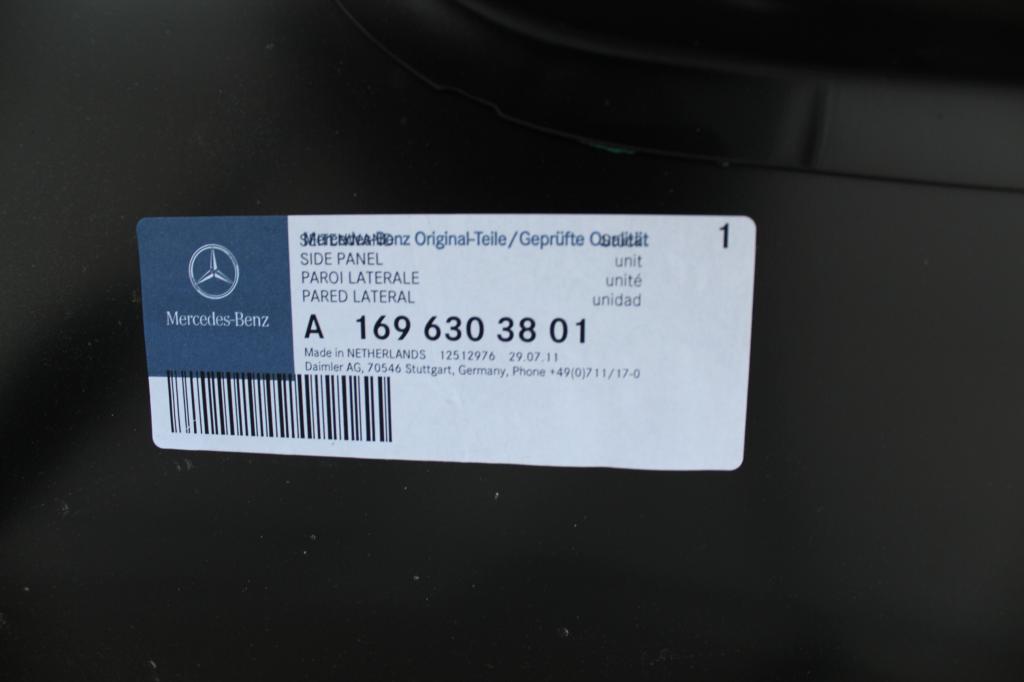 Mercedes-Benz Original-Teile/Geprüfte Qualität
1
SEITENWAND
SIDE PANEL unit
PAROI LATERALE unité
PARED LATERAL unidad
Mercedes-Benz
A 169 630 38 01
Made in NETHERLANDS 12512976 29.07.11
Daimler AG, 70546 Stuttgart, Germany, Phone +49(0)711/17-0